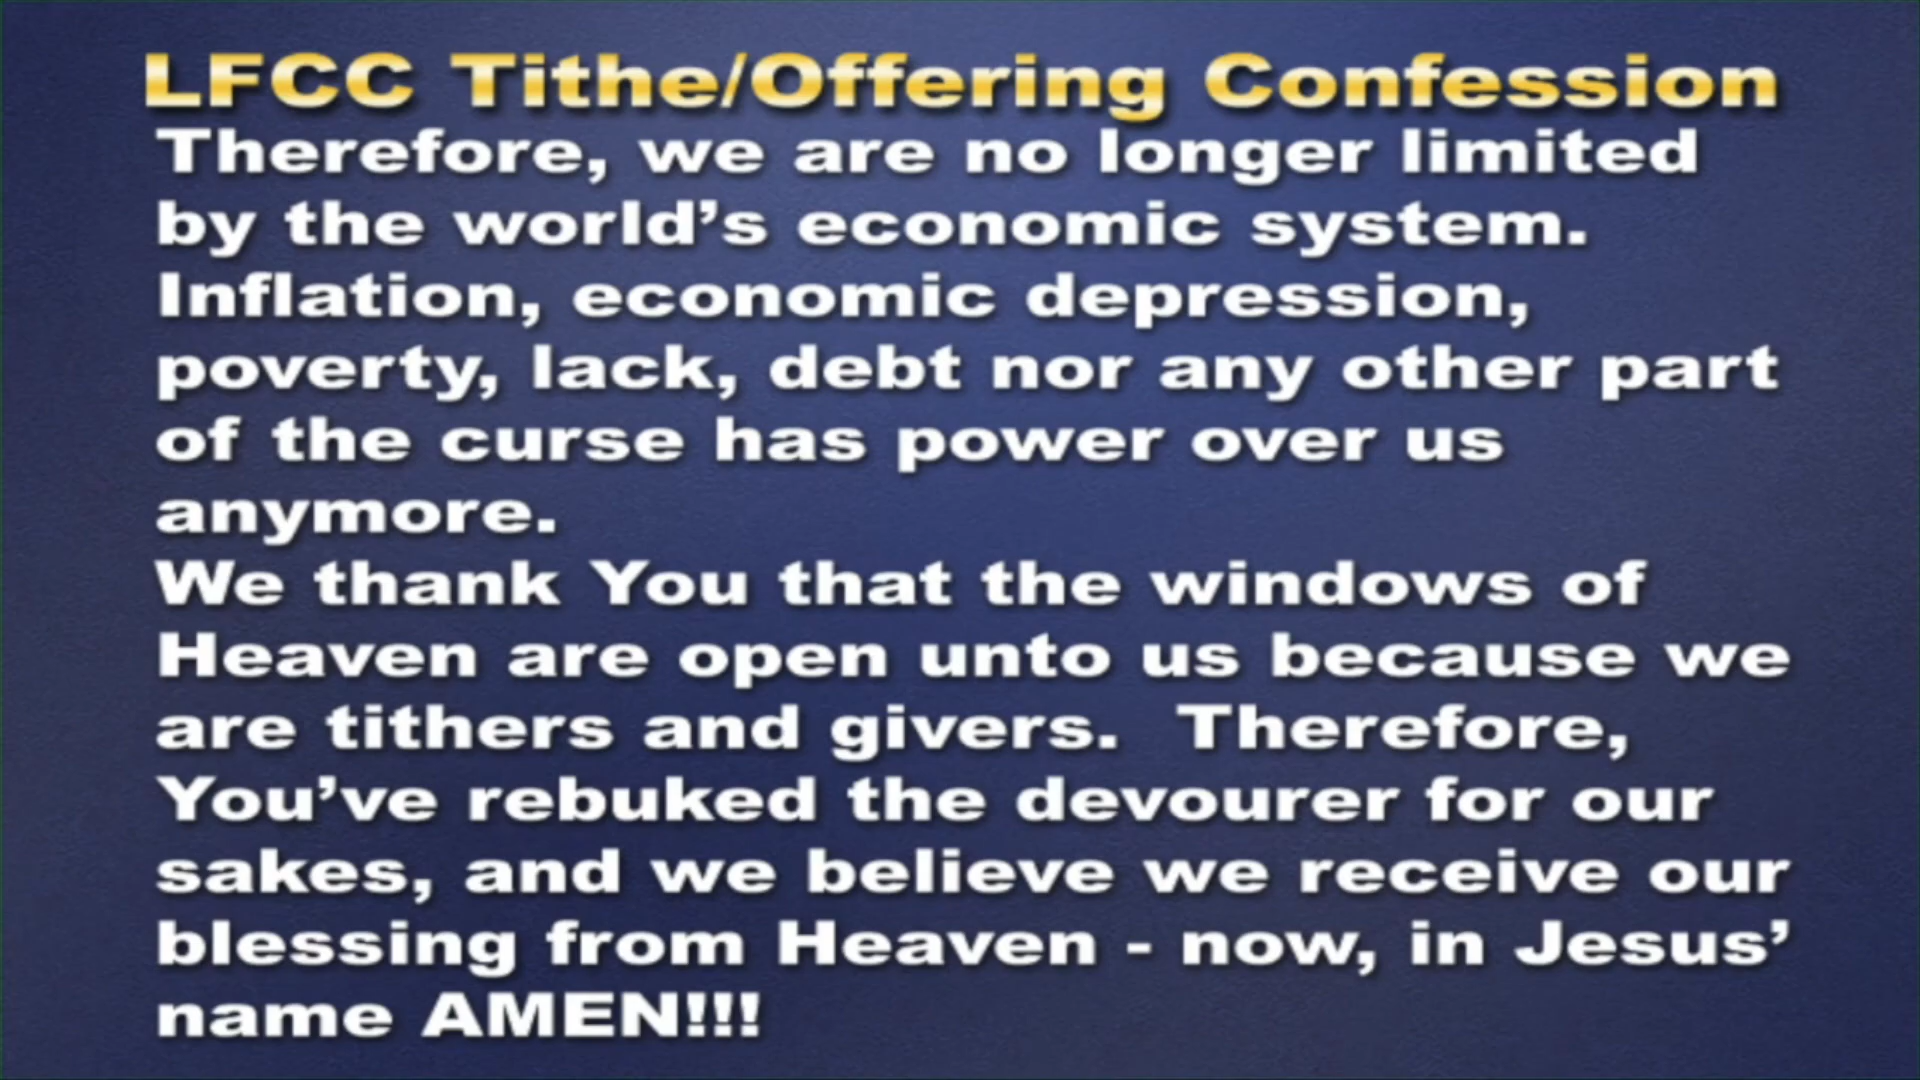 LFCC Tithe/Offering Confession
Therefore, we are no longer limited
by the world’s economic system.
Inflation, economic depression,
poverty, lack, debt nor any other part
of the curse has power over us
anymore.
We thank You that the windows of
Heaven are open unto us because we
are tithers and givers.  Therefore,
You’ve rebuked the devourer for our
sakes, and we believe we receive our
blessing from Heaven - now, in Jesus’
name AMEN!!!